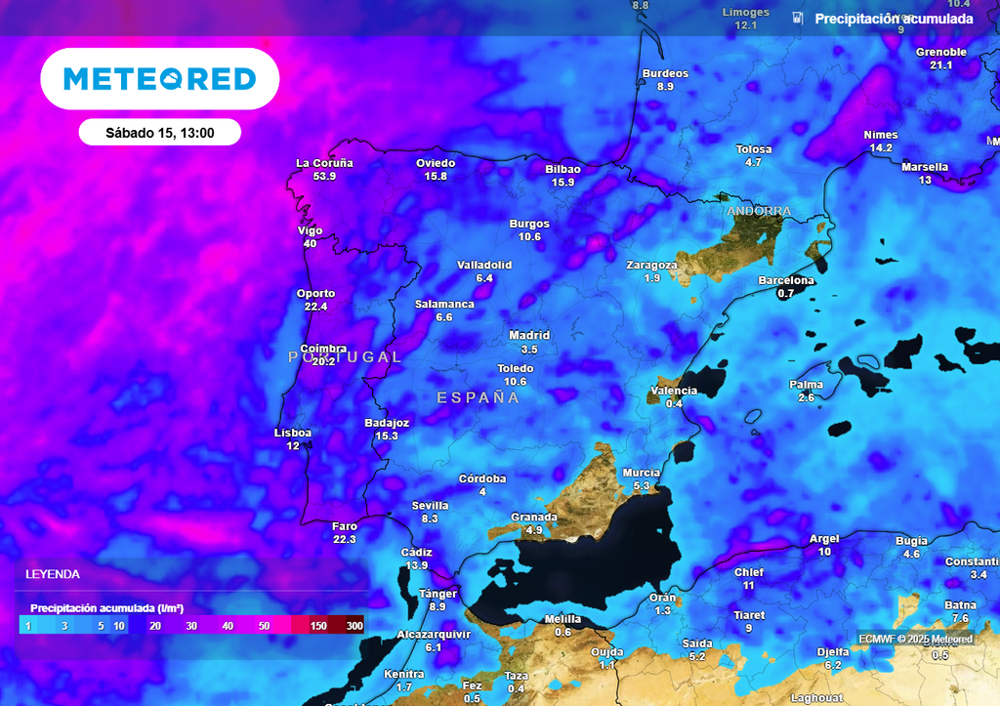 8.8
Limoges
12.1
10.4
Precipitación acumulada
9
METEORED
Sábado 15, 13:00
Grenoble
21.1
Burdeos
8.9
Nimes
14.2
Tolosa
4.7
Marsella
13
La Coruña
53.9
Oviedo
15.8
Bilbao
15.9
ANDORRA
Vigo
40
Burgos
10.6
Valladolid
6.4
Zaragoza
1.9
Barcelona
0.7
Oporto
22.4
Salamanca
6.6
Madrid
3.5
Coimbra
20.2
PORTUGAL
Toledo
10.6
ESPAÑA
Valencia
0.4
Palma
2.6
Lisboa
12
Badajoz
15.3
Córdoba
4
Murcia
5.3
Sevilla
8.3
Granada
4.9
Faro
22.3
Cádiz
13.9
Argel
10
Bugía
4.6
Constanti
3.4
Chlef
11
LEYENDA
Precipitación acumulada (l/m²)
1 3 5 10 20 30 40 50 150 300
Tánger
8.9
Orán
1.3
Tiaret
9
Batna
7.6
Melilla
0.6
Alcazarquivir
6.1
Saída
5.2
Oujda
1.1
Djelfa
6.2
ECMWF © 2025 Meteored
0.5
Kenitra
1.7
Fez
0.5
Taza
0.4
Laghouat